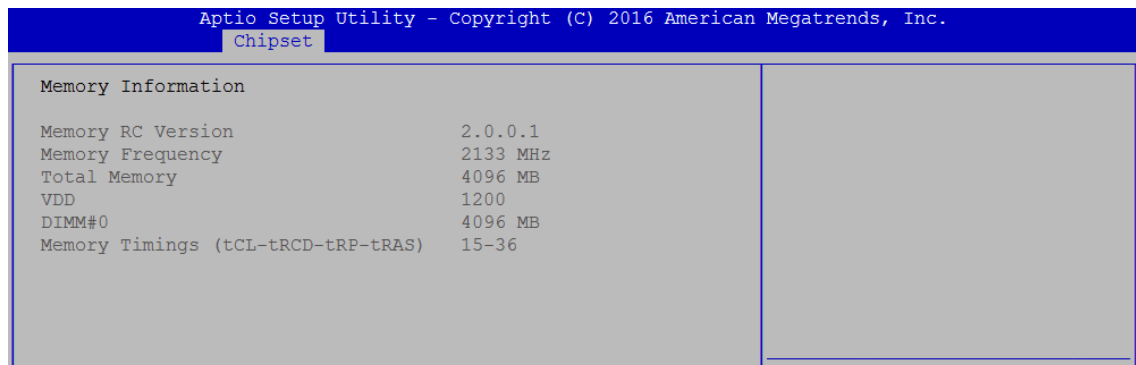 Aptio Setup Utility - Copyright (C) 2016 American Megatrends, Inc.
Chipset
Memory Information
Memory RC Version 2.0.0.1
Memory Frequency 2133 MHz
Total Memory 4096 MB
VDD 1200
DIMM#0 4096 MB
Memory Timings (tCL-tRCD-tRP-tRAS) 15-36